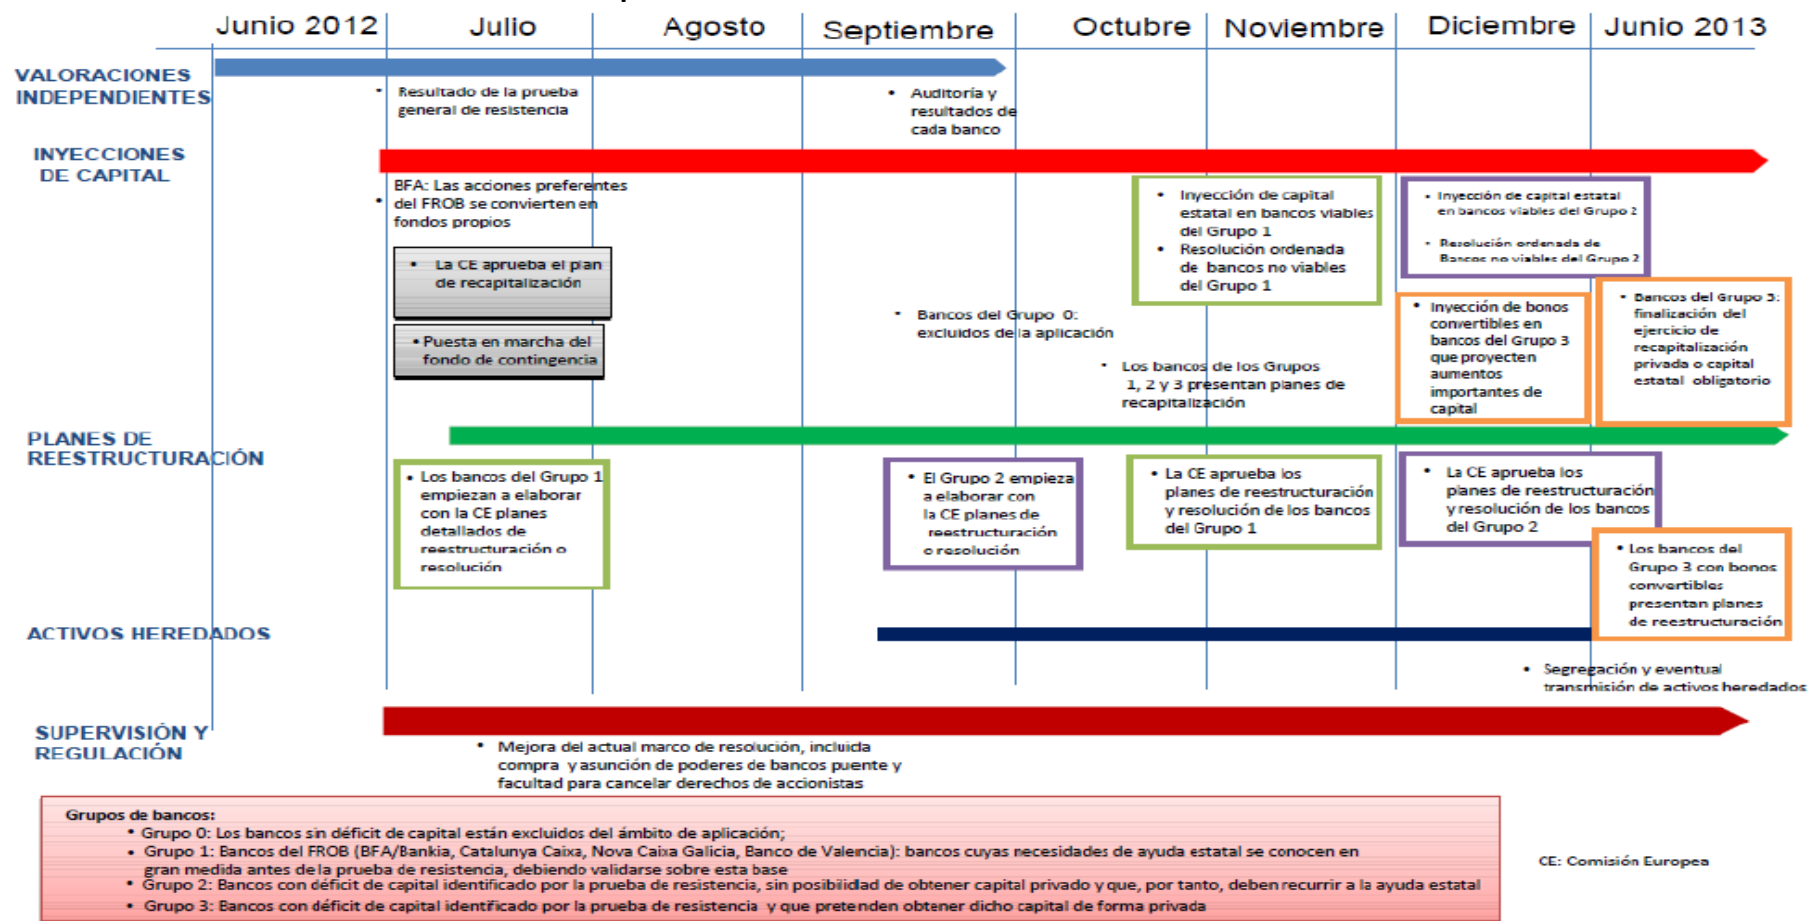 Junio 2012
Julio
Agosto
Septiembre
Octubre
Noviembre
Diciembre
Junio 2013
VALORACIONES
INDEPENDIENTES
• Resultado de la prueba
general de resistencia
• Auditoría y
resultados de
cada banco
INYECCIONES
DE CAPITAL
BFA: Las acciones preferentes
• del FROB se convierten en
fondos propios
• La CE aprueba el plan
de recapitalización
• Puesta en marcha del
fondo de contingencia
• Bancos del Grupo 0:
excluidos de la aplicación
• Los bancos de los Grupos
1, 2 y 3 presentan planes de
recapitalización
• Inyección de capital
estatal en bancos viables
del Grupo 1
• Resolución ordenada
de bancos no viables
del Grupo 1
• Inyección de capital estatal
en bancos viables del Grupo 2
• Resolución ordenada de
Bancos no viables del Grupo 2
• Inyección de bonos
convertibles en
bancos del Grupo 3
que proyecten
aumentos
importantes de
capital
• Bancos del Grupo 3:
finalización del
ejercicio de
recapitalización
privada o capital
estatal obligatorio
PLANES DE
REESTRUCTURACIÓN
• Los bancos del Grupo 1
empiezan a elaborar
con la CE planes
detallados de
reestructuración o
resolución
• El Grupo 2 empieza
a elaborar con
la CE planes de
reestructuración
o resolución
• La CE aprueba los
planes de reestructuración
y resolución de los bancos
del Grupo 1
• La CE aprueba los
planes de reestructuración
y resolución de los bancos
del Grupo 2
• Los bancos del
Grupo 3 con bonos
convertibles
presentan planes
de reestructuración
ACTIVOS HEREDADOS
• Segregación y eventual
transmisión de activos heredados
SUPERVISIÓN Y
REGULACIÓN
• Mejora del actual marco de resolución, incluida
compra y asunción de poderes de bancos puente y
facultad para cancelar derechos de accionistas
Grupos de bancos:
• Grupo 0: Los bancos sin déficit de capital están excluidos del ámbito de aplicación;
• Grupo 1: Bancos del FROB (BFA/Bankia, Catalunya Caixa, Nova Caixa Galicia, Banco de Valencia): bancos cuyas necesidades de ayuda estatal se conocen en
gran medida antes de la prueba de resistencia, debiendo validarse sobre esta base
• Grupo 2: Bancos con déficit de capital identificado por la prueba de resistencia, sin posibilidad de obtener capital privado y que, por tanto, deben recurrir a la ayuda estatal
• Grupo 3: Bancos con déficit de capital identificado por la prueba de resistencia y que pretenden obtener dicho capital de forma privada
CE: Comisión Europea